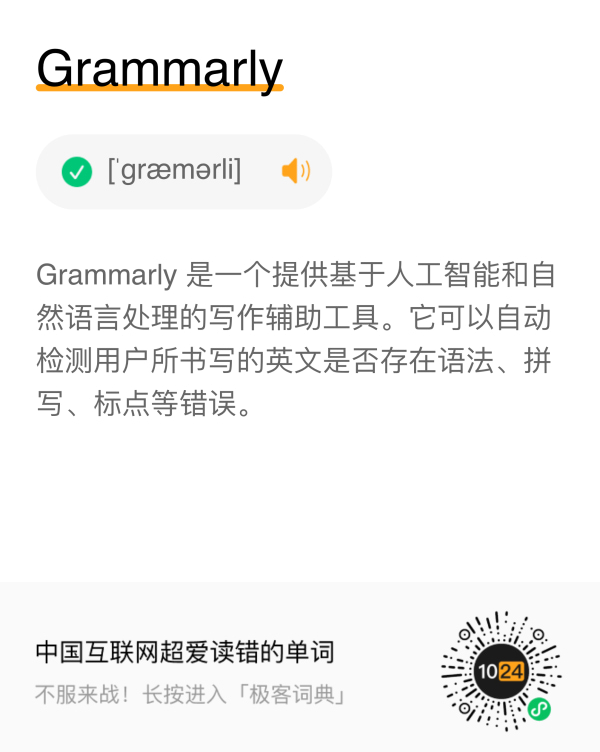 Grammarly
[ˈɡræmərli]
Grammarly 是一个提供基于人工智能和自
然语言处理的写作辅助工具。它可以自动
检测用户所书写的英文是否存在语法、拼
写、标点等错误。
中国互联网超爱读错的单词
不服来战！长按进入「极客词典」
1024